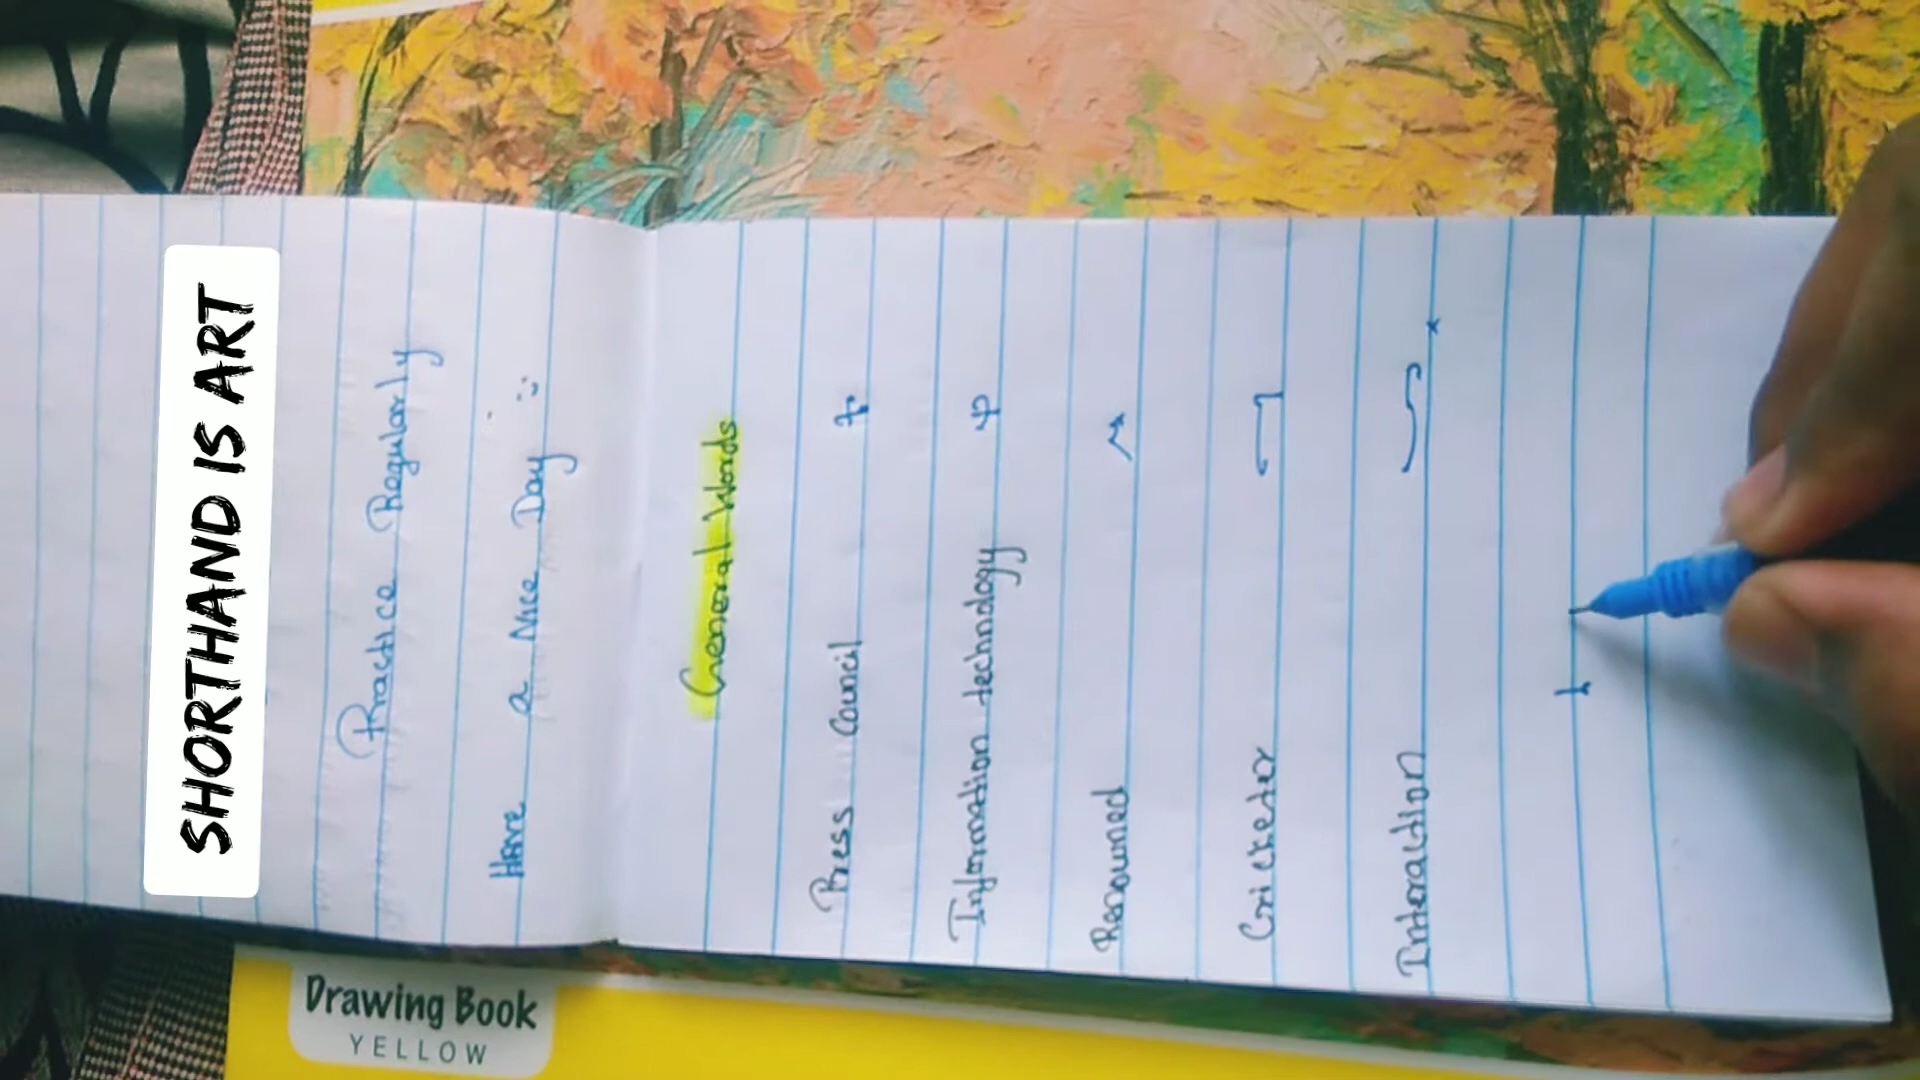 SHORTHAND IS ART
Practice Regularly
Have a Nice Day
General Words
Press Council
Information technology
Renowned
Cricketer
Interaction
Drawing Book
YELLOW